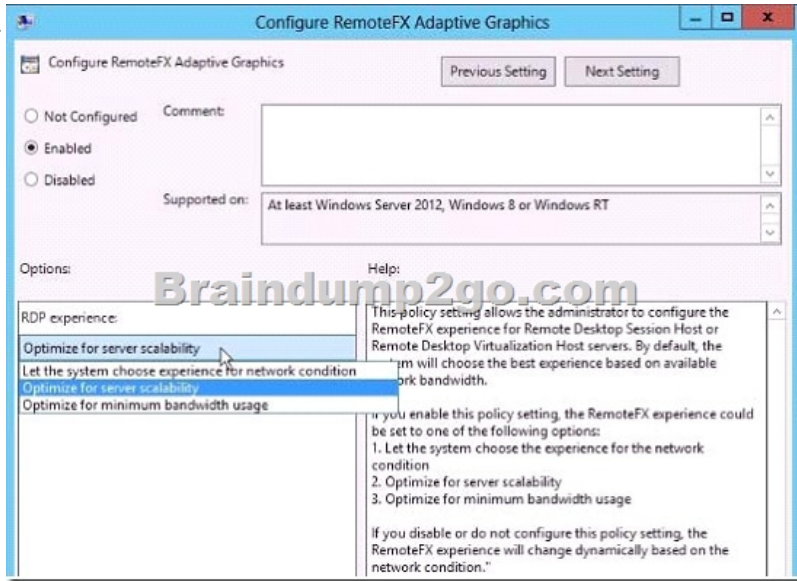 Configure RemoteFX Adaptive Graphics
Configure RemoteFX Adaptive Graphics
Previous Setting
Next Setting
Not Configured
Enabled
Disabled
Comment:
Supported on:
At least Windows Server 2012, Windows 8 or Windows RT
Options:
Help:
Braindump2go.com
RDP experience:
Optimize for server scalability
Let the system choose experience for network condition
Optimize for server scalability
Optimize for minimum bandwidth usage
This policy setting allows the administrator to configure the
RemoteFX experience for Remote Desktop Session Host or
Remote Desktop Virtualization Host servers. By default, the
will choose the best experience based on available
bandwidth.
If you enable this policy setting, the RemoteFX experience could
be set to one of the following options:
1. Let the system choose the experience for the network
condition
2. Optimize for server scalability
3. Optimize for minimum bandwidth usage
If you disable or do not configure this policy setting, the
RemoteFX experience will change dynamically based on the
network condition."